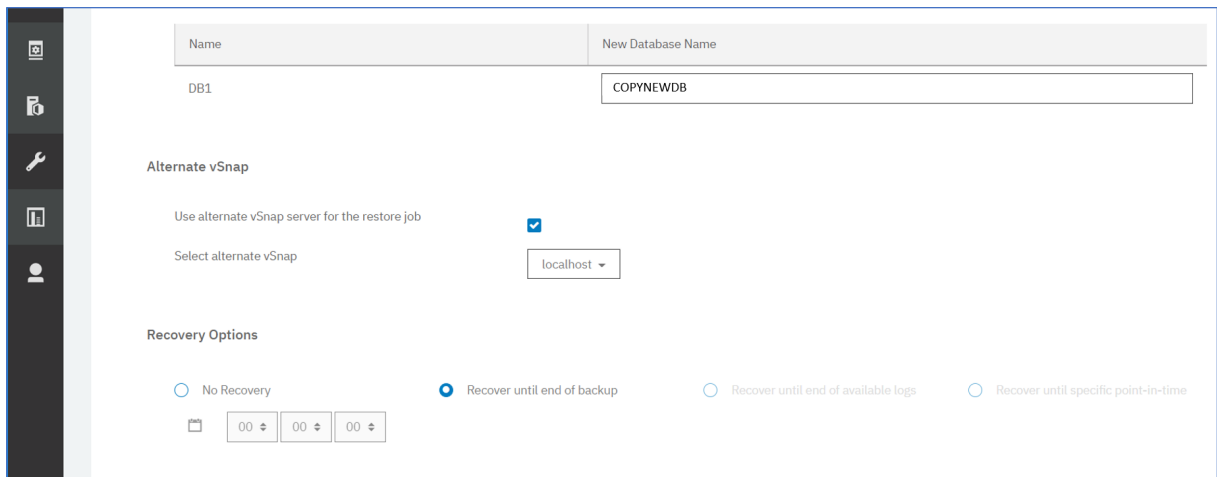 Name New Database Name
DB1 COPYNEWDB
Alternate vSnap
Use alternate vSnap server for the restore job
Select alternate vSnap localhost
Recovery Options
No Recovery Recover until end of backup Recover until end of available logs Recover until specific point-in-time
00 00 00